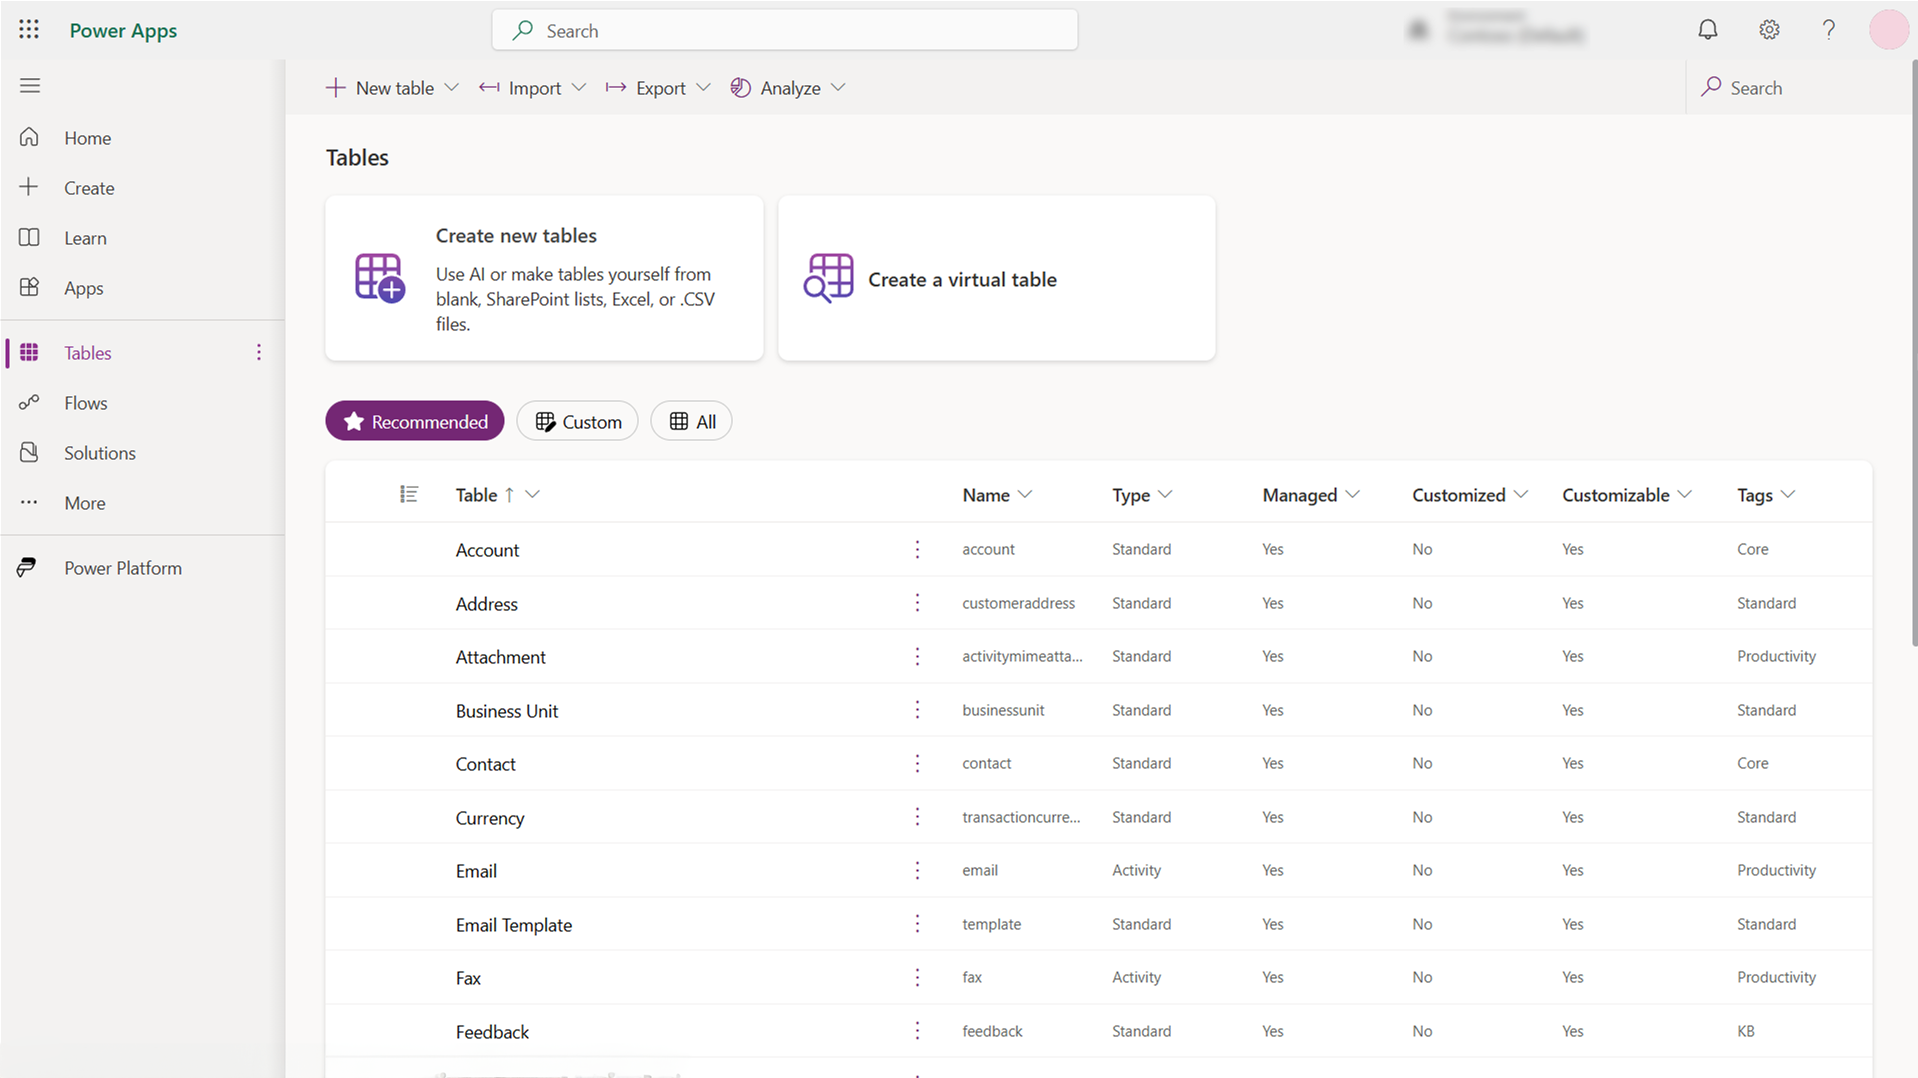 Power Apps
Search
New table
Import
Export
Analyze
Search
Home
Create
Learn
Apps
Tables
Flows
Solutions
More
Power Platform
Tables
Create new tables
Use AI or make tables yourself from
blank, SharePoint lists, Excel, or .CSV
files.
Create a virtual table
Recommended
Custom
All
Table ↑ Name Type Managed Customized Customizable Tags
Account account Standard Yes No Yes Core
Address customeraddress Standard Yes No Yes Standard
Attachment activitymimeatta... Standard Yes No Yes Productivity
Business Unit businessunit Standard Yes No Yes Standard
Contact contact Standard Yes No Yes Core
Currency transactioncurre... Standard Yes No Yes Standard
Email email Activity Yes No Yes Productivity
Email Template template Standard Yes No Yes Standard
Fax fax Activity Yes No Yes Productivity
Feedback feedback Standard Yes No Yes KB